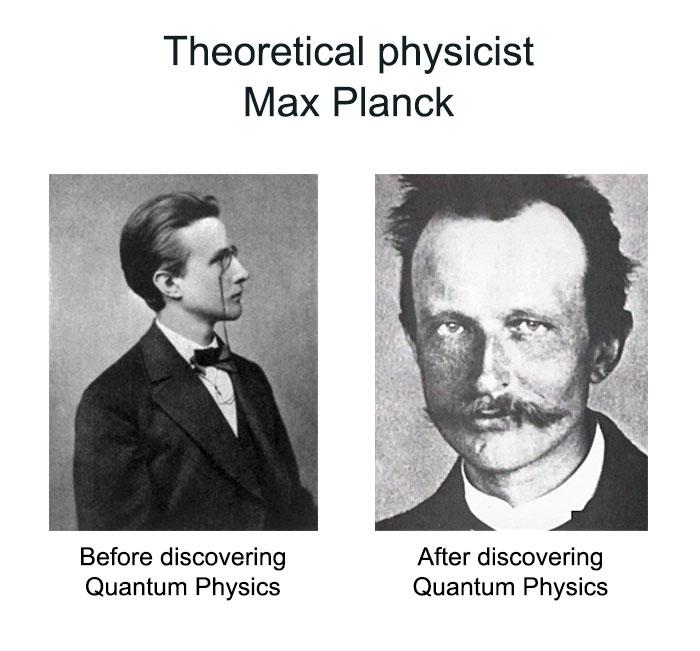 Theoretical physicist
Max Planck
Before discovering
Quantum Physics
After discovering
Quantum Physics